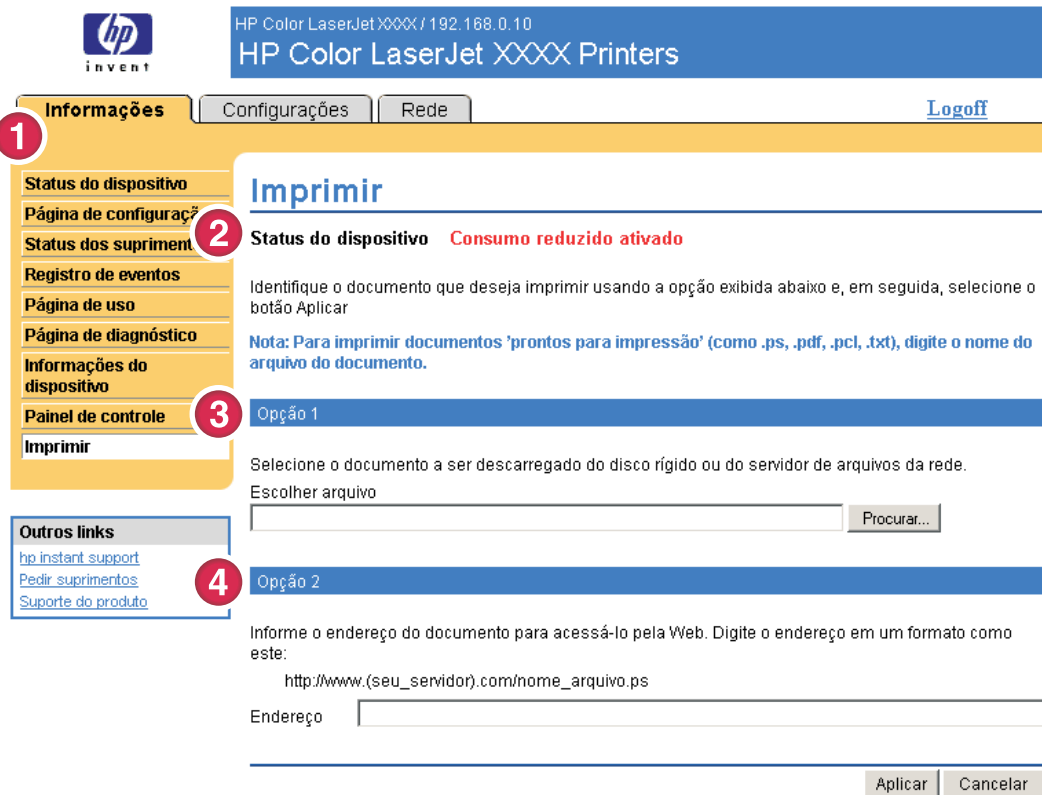 hp
invent
HP Color LaserJet XXXX / 192.168.0.10
HP Color LaserJet XXXX Printers
Informações
Configurações
Rede
Logoff
1
Status do dispositivo
Página de configuraçã
2
Status dos supriment
Registro de eventos
Página de uso
Página de diagnóstico
Informações do
dispositivo
Painel de controle
Imprimir
Outros links
hp instant support
Pedir suprimentos
Suporte do produto
Imprimir
Status do dispositivo Consumo reduzido ativado
Identifique o documento que deseja imprimir usando a opção exibida abaixo e, em seguida, selecione o
botão Aplicar
Nota: Para imprimir documentos 'prontos para impressão' (como .ps, .pdf, .pcl, .txt), digite o nome do
arquivo do documento.
3
Opção 1
Selecione o documento a ser descarregado do disco rígido ou do servidor de arquivos da rede.
Escolher arquivo
Procurar...
4
Opção 2
Informe o endereço do documento para acessá-lo pela Web. Digite o endereço em um formato como
este:
http://www.(seu_servidor).com/nome_arquivo.ps
Endereço
Aplicar
Cancelar